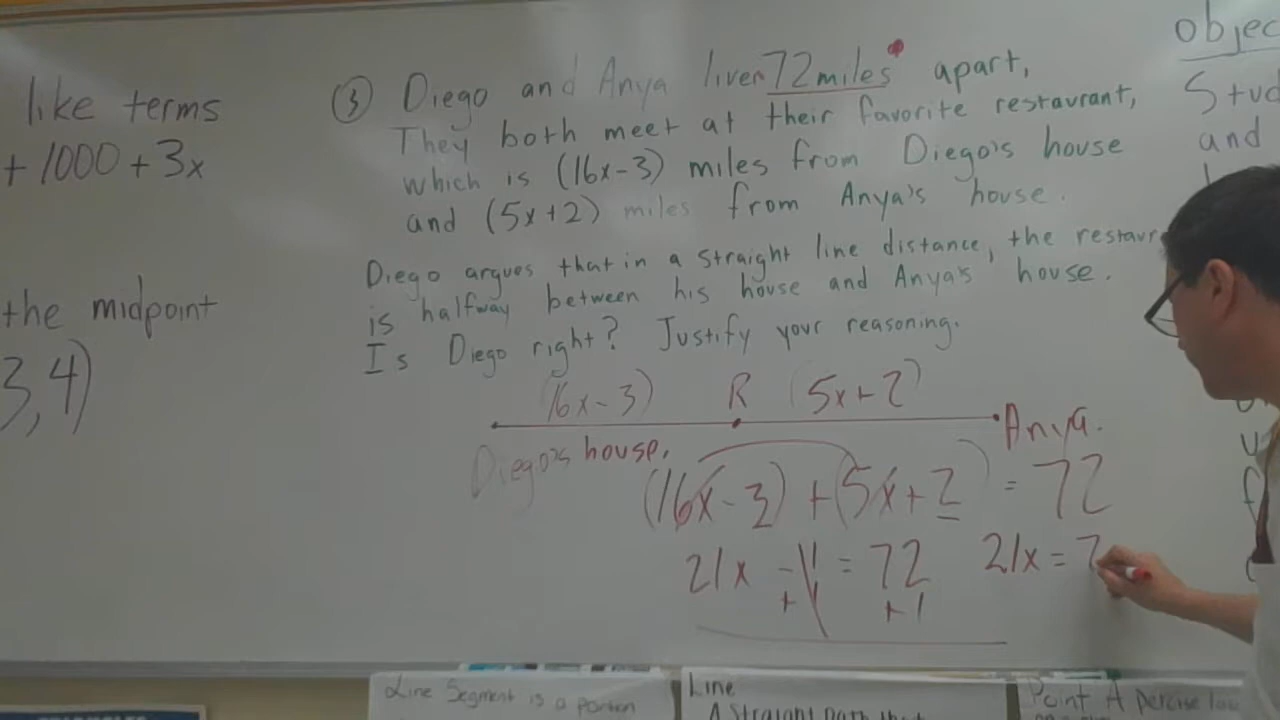 like terms
+ 1000 + 3x
the midpoint
3,4)
③ Diego and Anya liven 72 miles apart,
They both meet at their favorite restaurant,
which is (16x-3) miles from Diego's house
and (5x+2) miles from Anya's house.
Diego argues that in a straight line distance, the restaur
is halfway between his house and Anya's house.
Is Diego right? Justify your reasoning.
(16x-3) R (5x+2)
Diego's house. Anya.
(16x-3) + (5x+2) = 72
21x -1 = 72 21x = 7
+1 +1
objec
Stud
and
Line Segment is a portion
Line
A straight path that
Point A percise loc